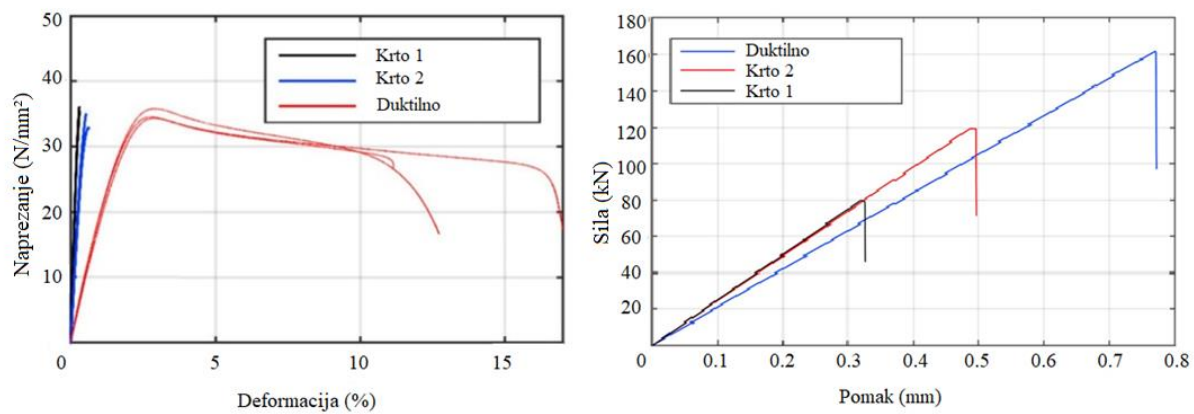 50
40
30
20
10
0
5
10
15
Naprezanje (N/mm²)
Deformacija (%)
Krto 1
Krto 2
Duktilno
180
160
140
120
100
80
60
40
20
0
0.1
0.2
0.3
0.4
0.5
0.6
0.7
0.8
Sila (kN)
Pomak (mm)
Duktilno
Krto 2
Krto 1